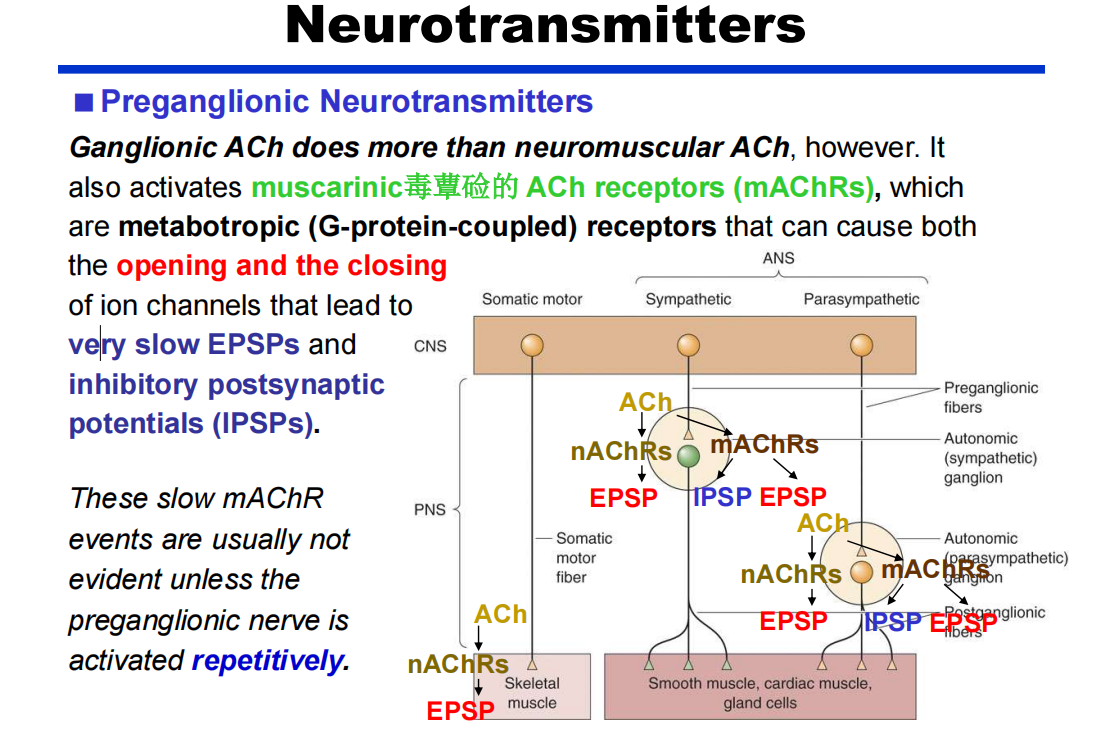 Neurotransmitters
■ Preganglionic Neurotransmitters
Ganglionic ACh does more than neuromuscular ACh, however. It
also activates muscarinic毒蕈硷的 ACh receptors (mAChRs), which
are metabotropic (G-protein-coupled) receptors that can cause both
the opening and the closing
of ion channels that lead to
very slow EPSPs and
inhibitory postsynaptic
potentials (IPSPs).
These slow mAChR
events are usually not
evident unless the
preganglionic nerve is
activated repetitively.
ANS
Somatic motor
Sympathetic
Parasympathetic
CNS
Preganglionic
fibers
ACh
nAChRs
mAChRs
EPSP
IPSP
EPSP
Autonomic
(sympathetic)
ganglion
PNS
ACh
nAChRs
mAChRs
EPSP
IPSP
EPSP
Autonomic
(parasympathetic)
ganglion
Somatic
motor
fiber
Postganglionic
fibers
ACh
nAChRs
EPSP
Skeletal
muscle
Smooth muscle, cardiac muscle,
gland cells